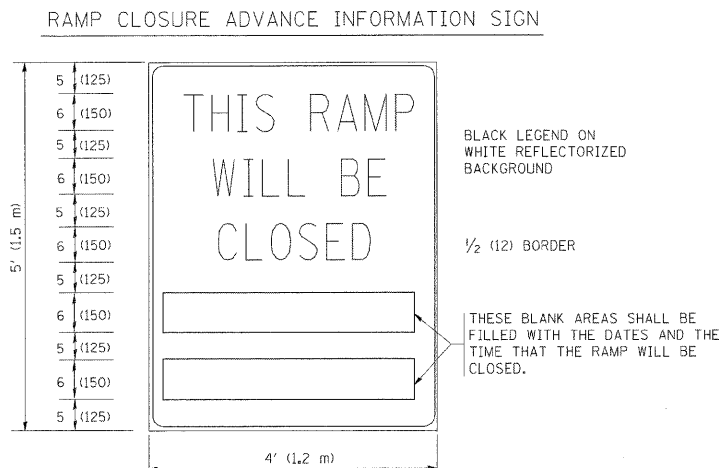 RAMP CLOSURE ADVANCE INFORMATION SIGN
5 (125)
6 (150)
5 (125)
6 (150)
5 (125)
6 (150)
5 (125)
6 (150)
5 (125)
6 (150)
5 (125)
5' (1.5 m)
THIS RAMP
WILL BE
CLOSED
BLACK LEGEND ON
WHITE REFLECTORIZED
BACKGROUND
1/2 (12) BORDER
THESE BLANK AREAS SHALL BE
FILLED WITH THE DATES AND THE
TIME THAT THE RAMP WILL BE
CLOSED.
4' (1.2 m)